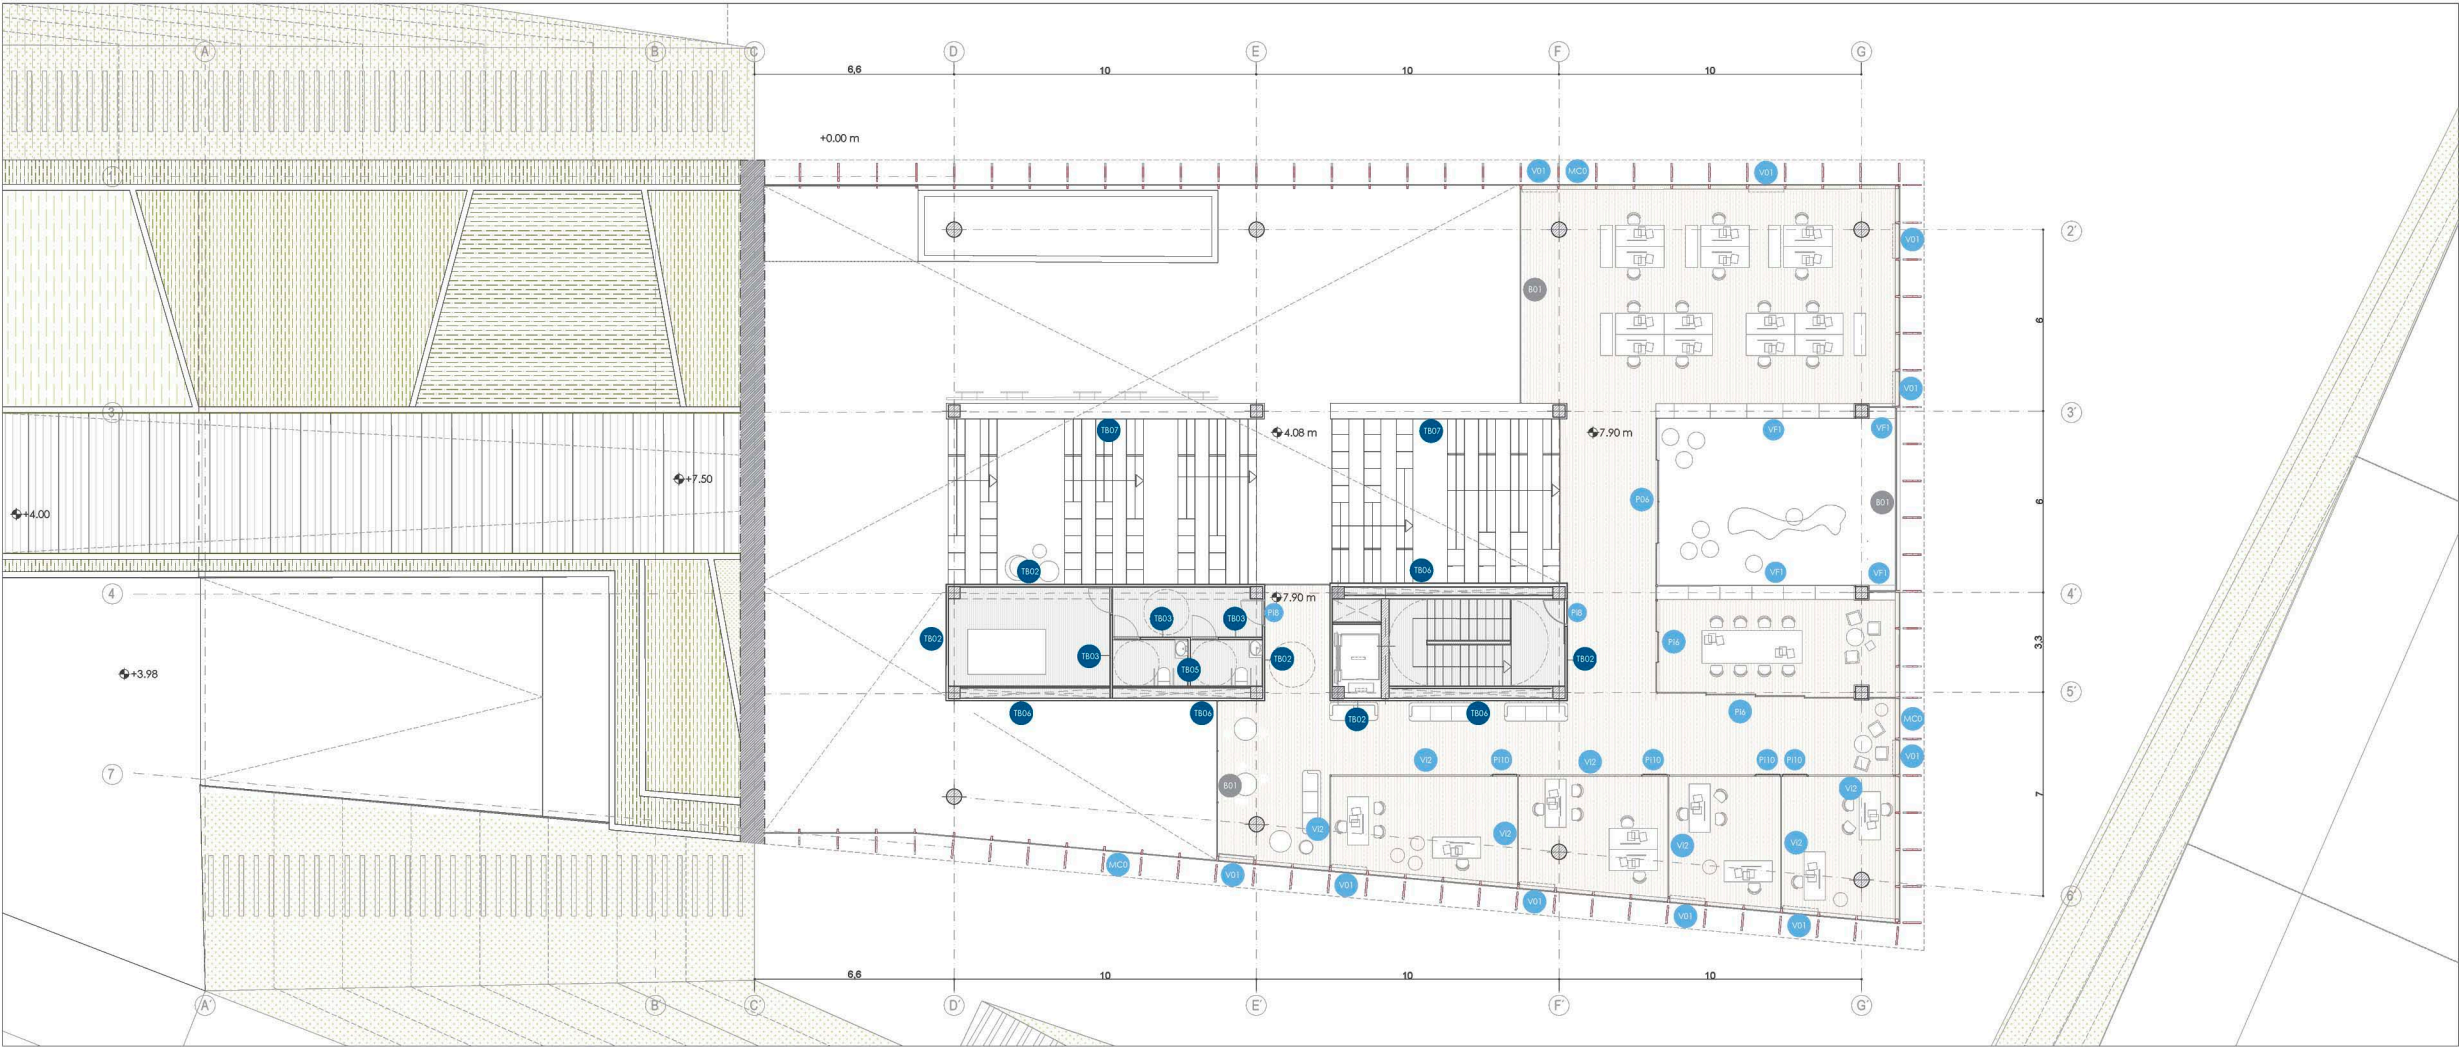 A B C D E F G
6,6 10 10 10
+0.00 m
1 V01 MC0 V01
2'
V01
B01
6
V01
3 3'
TB07 +4.08 m TB07 +7.90 m VF1 VF1
+7.50
P06 B01 6
+4.00
TB02 TB06 VF1 VF1
4 +7.90 m 4'
TB03 TB03 PI8 PI8
TB02 TB03 TB05 TB02 TB02 PI6 3,3
+3.98
5'
TB06 TB06 TB02 TB06 PI6 MC0
VI2 PI10 VI2 PI10 PI10 PI10 V01
7 B01 VI2 7
VI2 VI2 VI2 VI2
MC0 V01 V01 V01 V01 V01
6'
6,6 10 10 10
A' B' C' D' E' F' G'